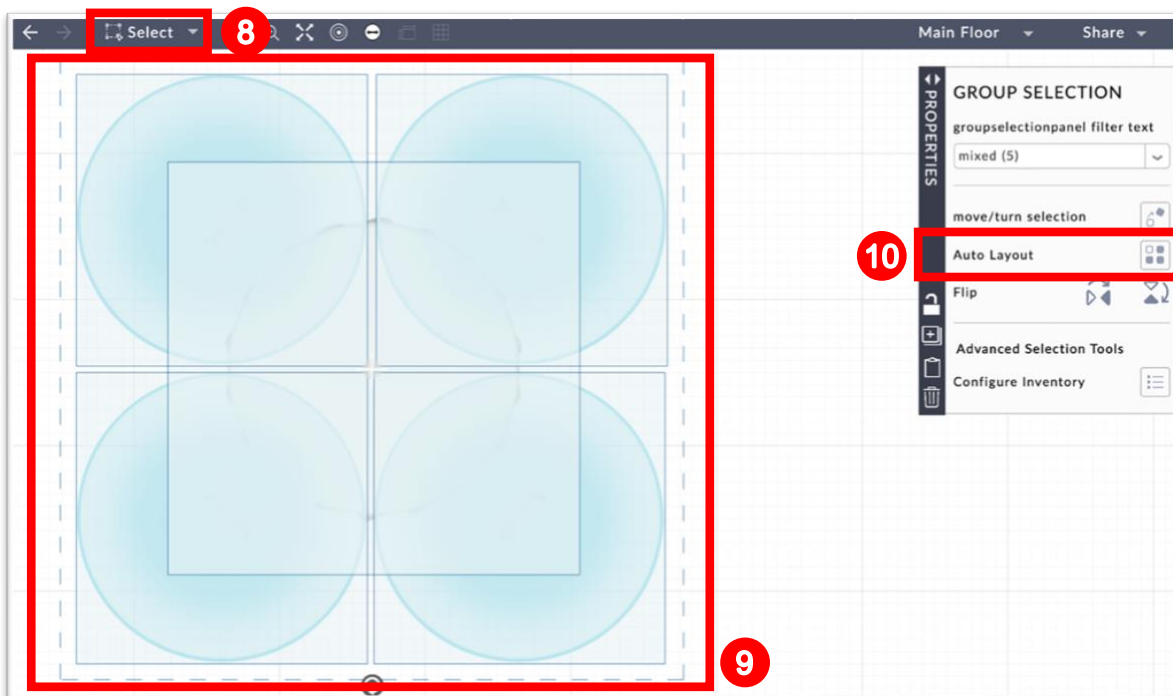 Select
8
Main Floor
Share
PROPERTIES
GROUP SELECTION
groupselectionpanel filter text
mixed (5)
move/turn selection
10
Auto Layout
Flip
Advanced Selection Tools
Configure Inventory
9